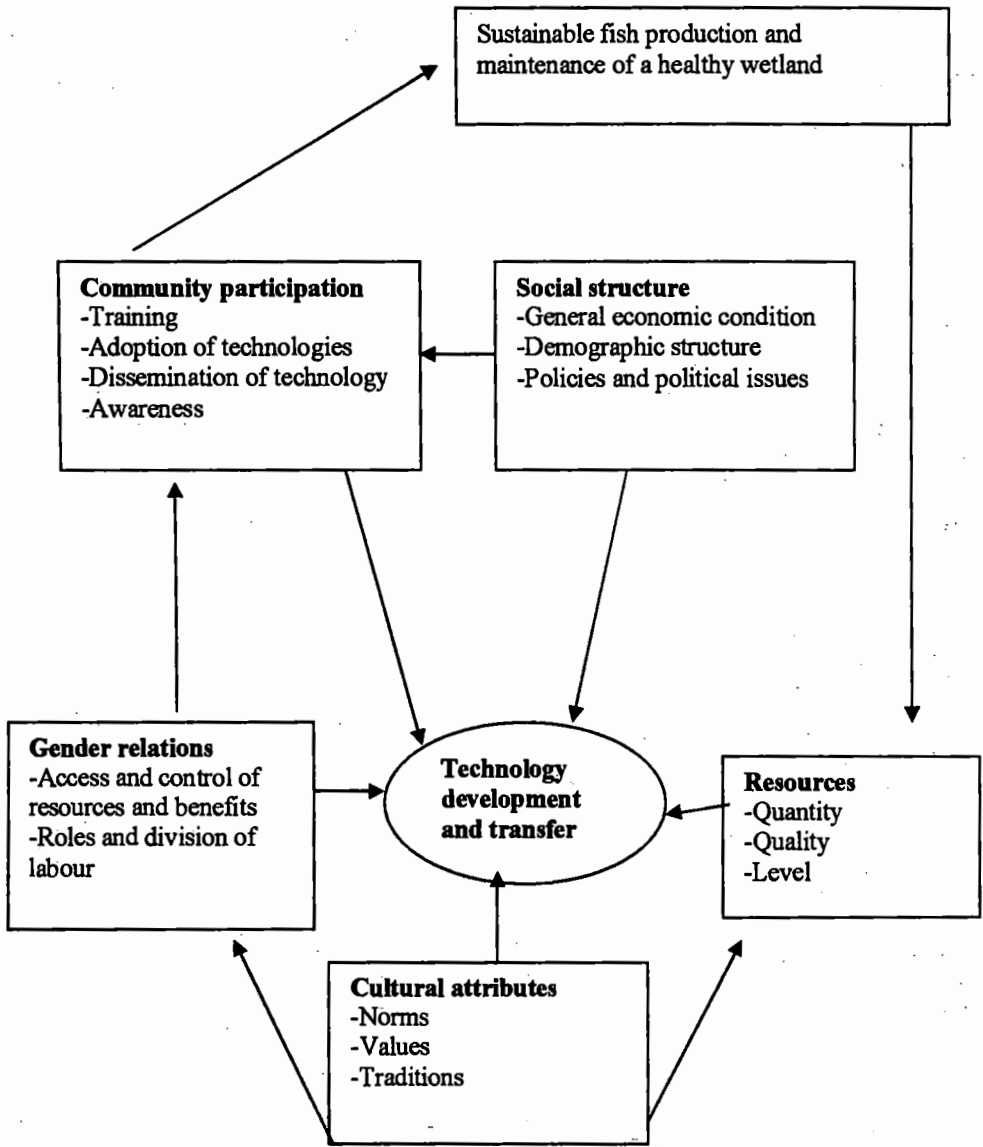 Sustainable fish production and
maintenance of a healthy wetland
Community participation
-Training
-Adoption of technologies
-Dissemination of technology
-Awareness
Social structure
-General economic condition
-Demographic structure
-Policies and political issues
Gender relations
-Access and control of
resources and benefits
-Roles and division of
labour
Technology
development
and transfer
Resources
-Quantity
-Quality
-Level
Cultural attributes
-Norms
-Values
-Traditions